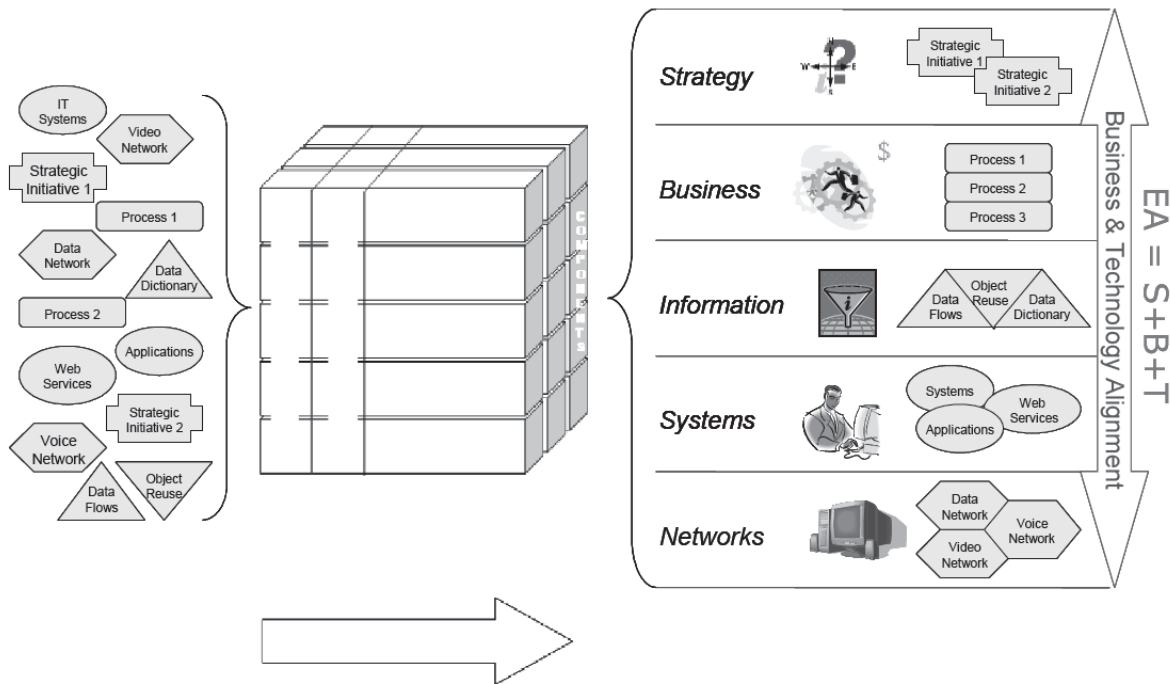 IT
Systems
Video
Network
Strategic
Initiative 1
Process 1
Data
Network
Data
Dictionary
Process 2
Applications
Web
Services
Strategic
Initiative 2
Voice
Network
Data
Flows
Object
Reuse
COMPONENTS
Strategy
N
W
E
S
?
i
Strategic
Initiative 1
Strategic
Initiative 2
Business
$
Process 1
Process 2
Process 3
Information
i
Data
Flows
Object
Reuse
Data
Dictionary
Systems
Systems
Applications
Web
Services
Networks
Data
Network
Video
Network
Voice
Network
Business & Technology Alignment
EA = S+B+T